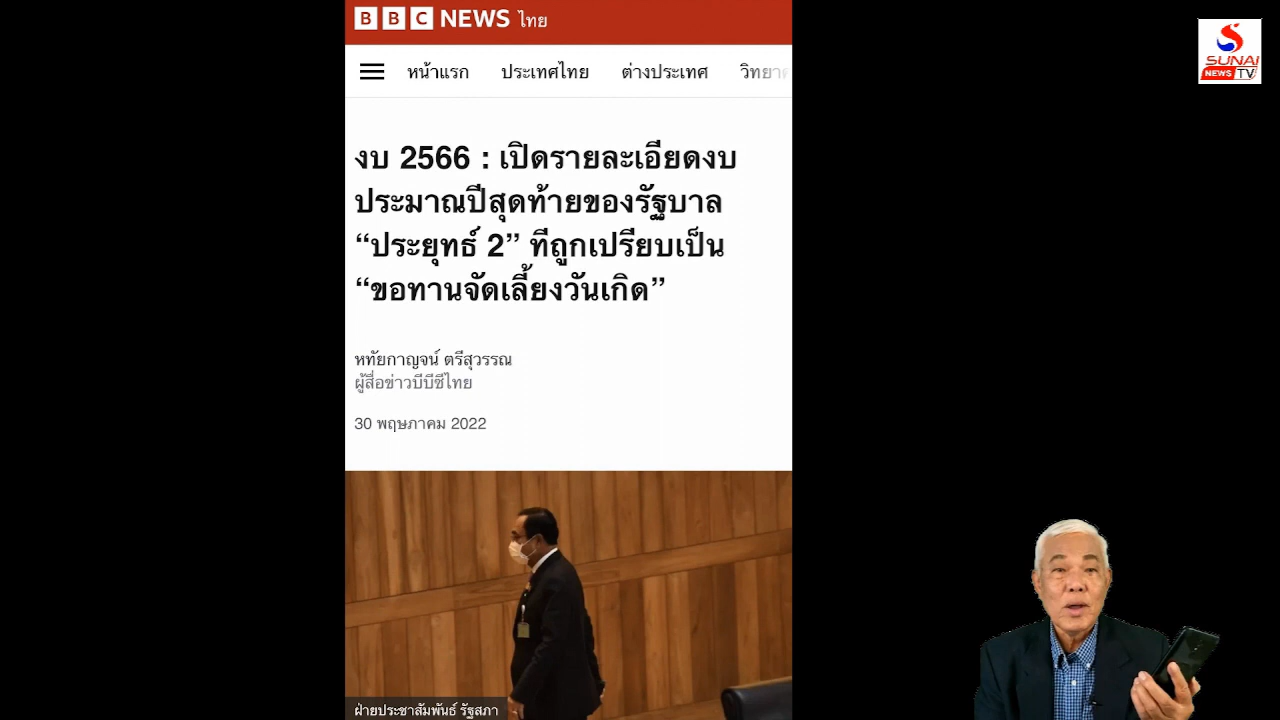 BBC NEWS ไทย
หน้าแรก ประเทศไทย ต่างประเทศ วิทยา
งบ 2566 : เปิดรายละเอียดงบ
ประมาณปีสุดท้ายของรัฐบาล
“ประยุทธ์ 2” ที่ถูกเปรียบเป็น
“ขอทานจัดเลี้ยงวันเกิด”
หทัยกาญจน์ ตรีสุวรรณ
ผู้สื่อข่าวบีบีซีไทย
30 พฤษภาคม 2022
ฝ่ายประชาสัมพันธ์ รัฐสภา
SUNAI
NEWS TV